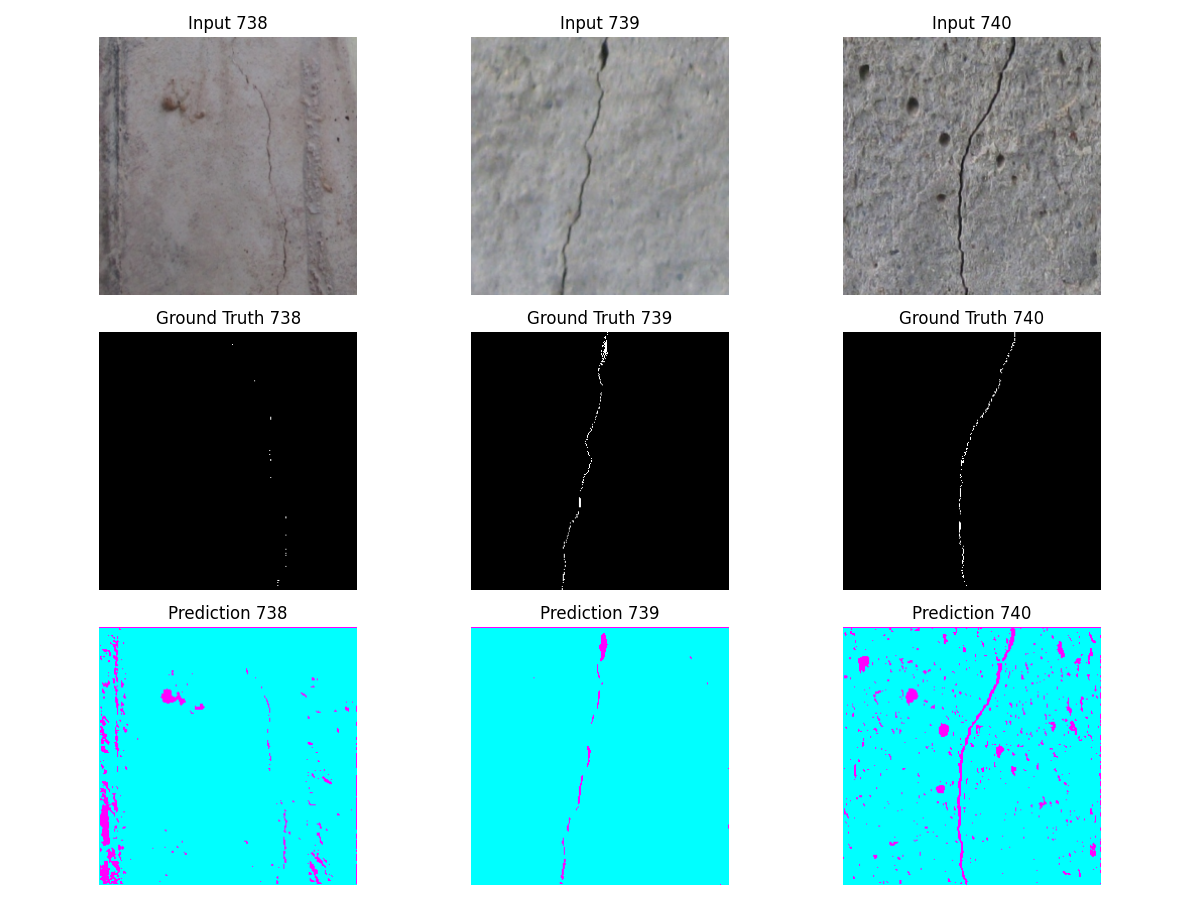 Input 738
Input 739
Input 740
Ground Truth 738
Ground Truth 739
Ground Truth 740
Prediction 738
Prediction 739
Prediction 740